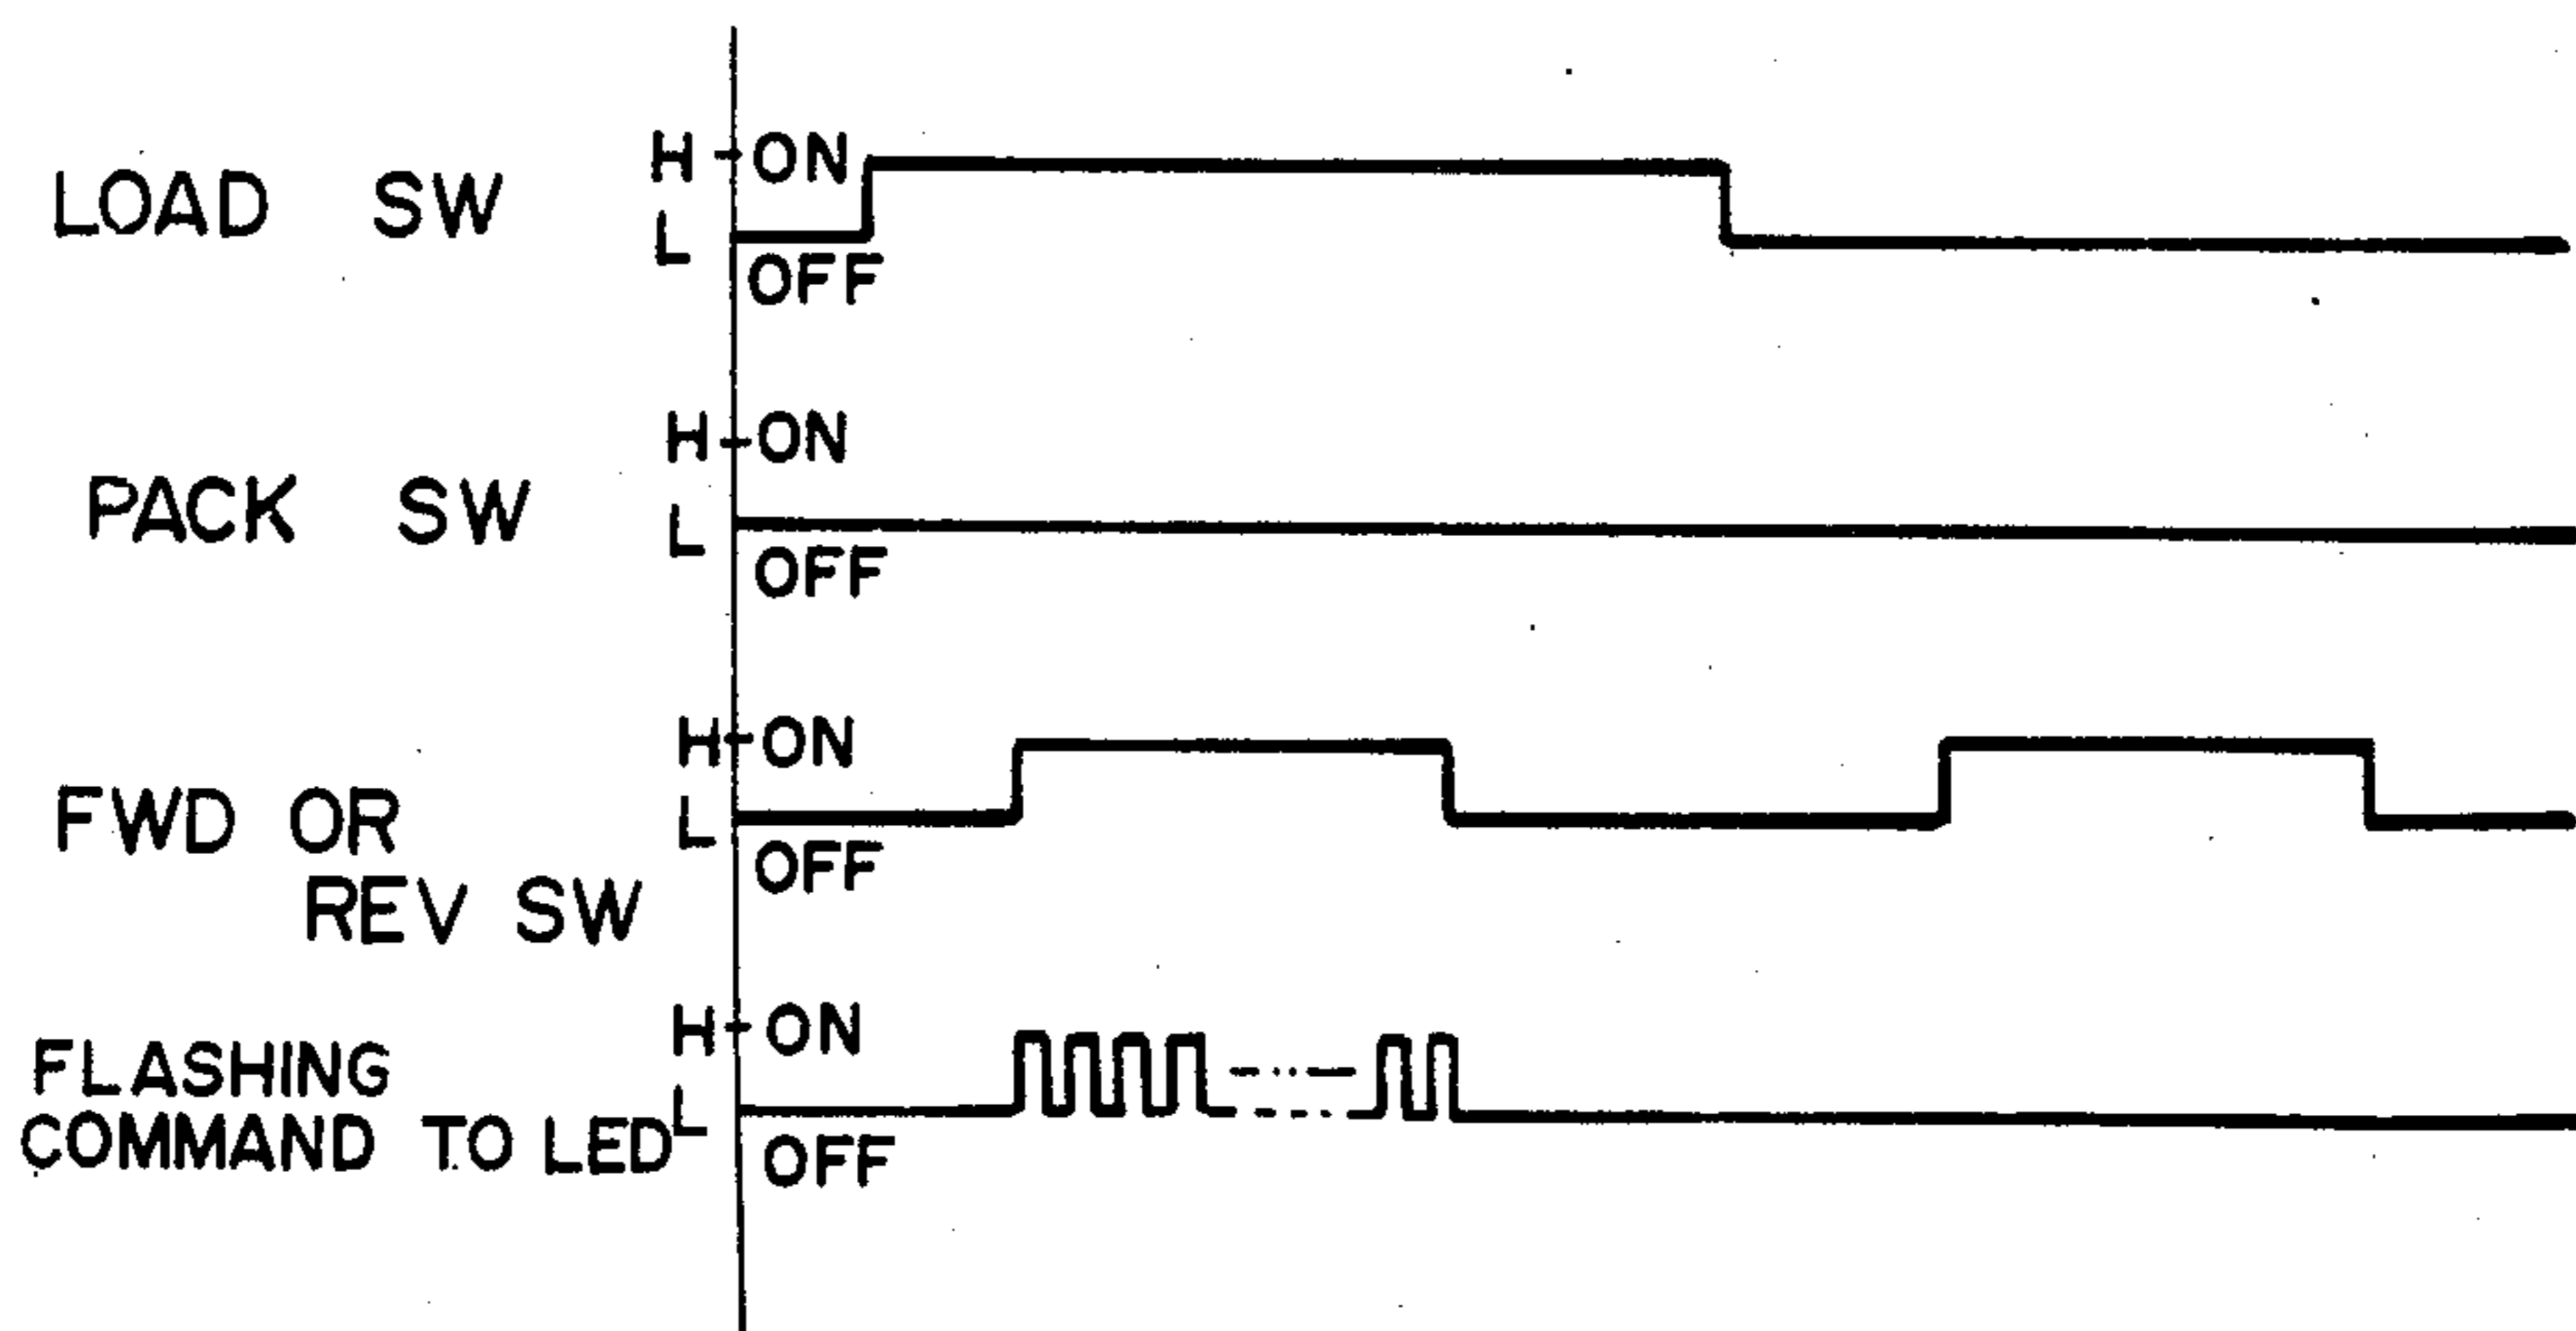 H ON
LOAD SW
L
OFF
H ON
PACK SW
L
OFF
H ON
L
FWD OR
OFF
REV SW
H ON
FLASHING
L
COMMAND TO LED
OFF